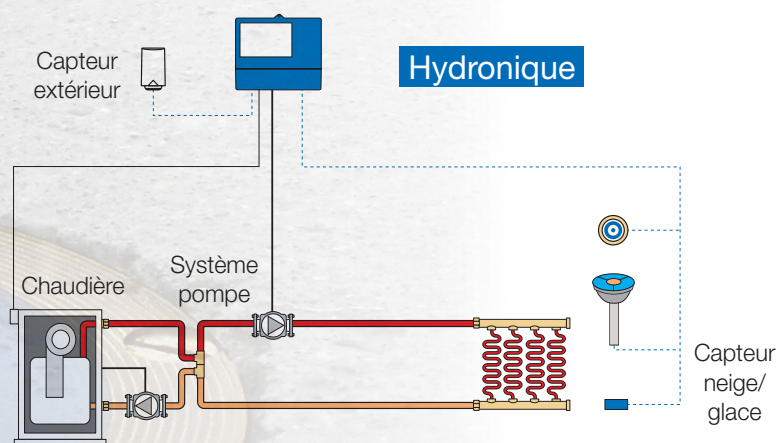 Hydronique
Capteur
extérieur
Système
pompe
Chaudière
Capteur
neige/
glace